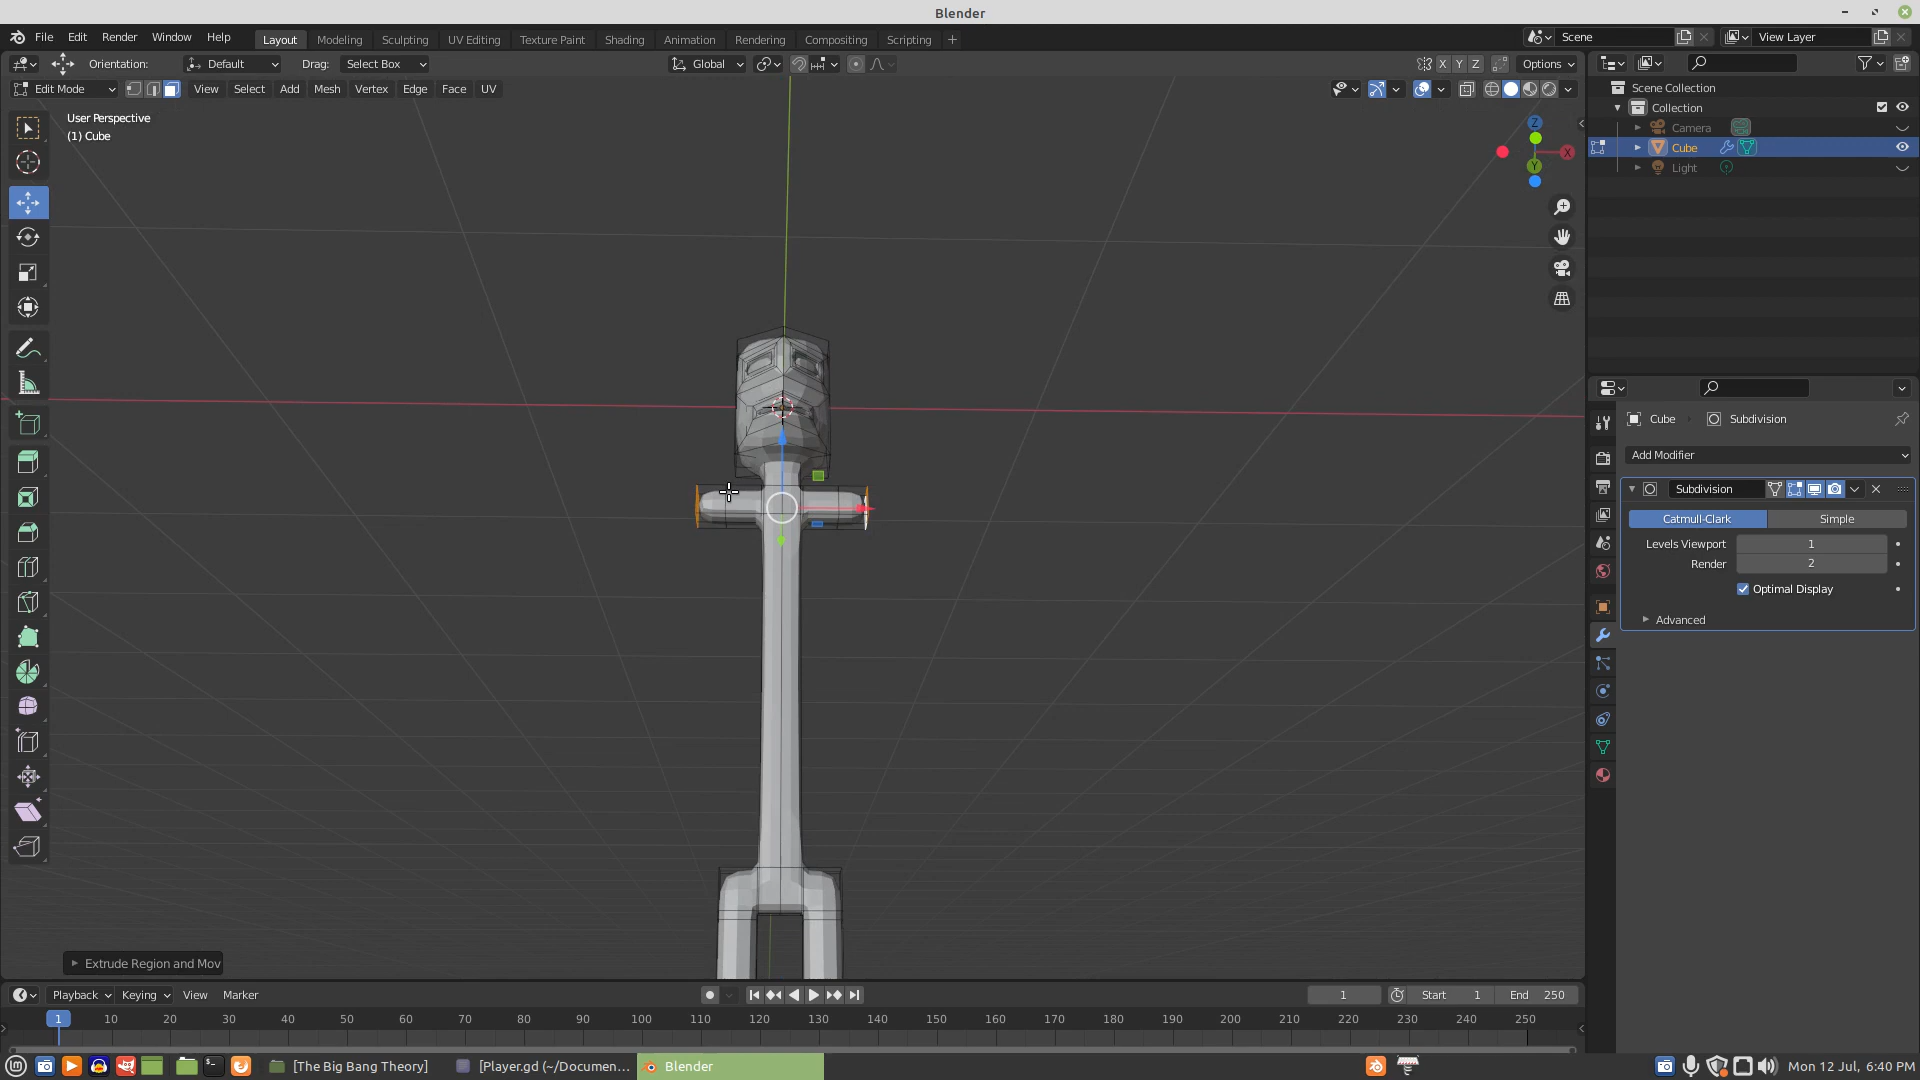 Blender
File Edit Render Window Help Layout Modeling Sculpting UV Editing Texture Paint Shading Animation Rendering Compositing Scripting Scene View Layer
Orientation: Default Drag: Select Box Global X Y Z Options
Edit Mode View Select Add Mesh Vertex Edge Face UV
User Perspective
(1) Cube
Z
X
Y
Scene Collection
Collection
Camera
Cube
Light
Cube Subdivision
Add Modifier
Subdivision
Catmull-Clark Simple
Levels Viewport 1
Render 2
Optimal Display
Advanced
Extrude Region and Mov
Playback Keying View Marker 1 Start 1 End 250
1 10 20 30 40 50 60 70 80 90 100 110 120 130 140 150 160 170 180 190 200 210 220 230 240 250
[The Big Bang Theory] [Player.gd (~/Documen... Blender Mon 12 Jul, 6:40 PM